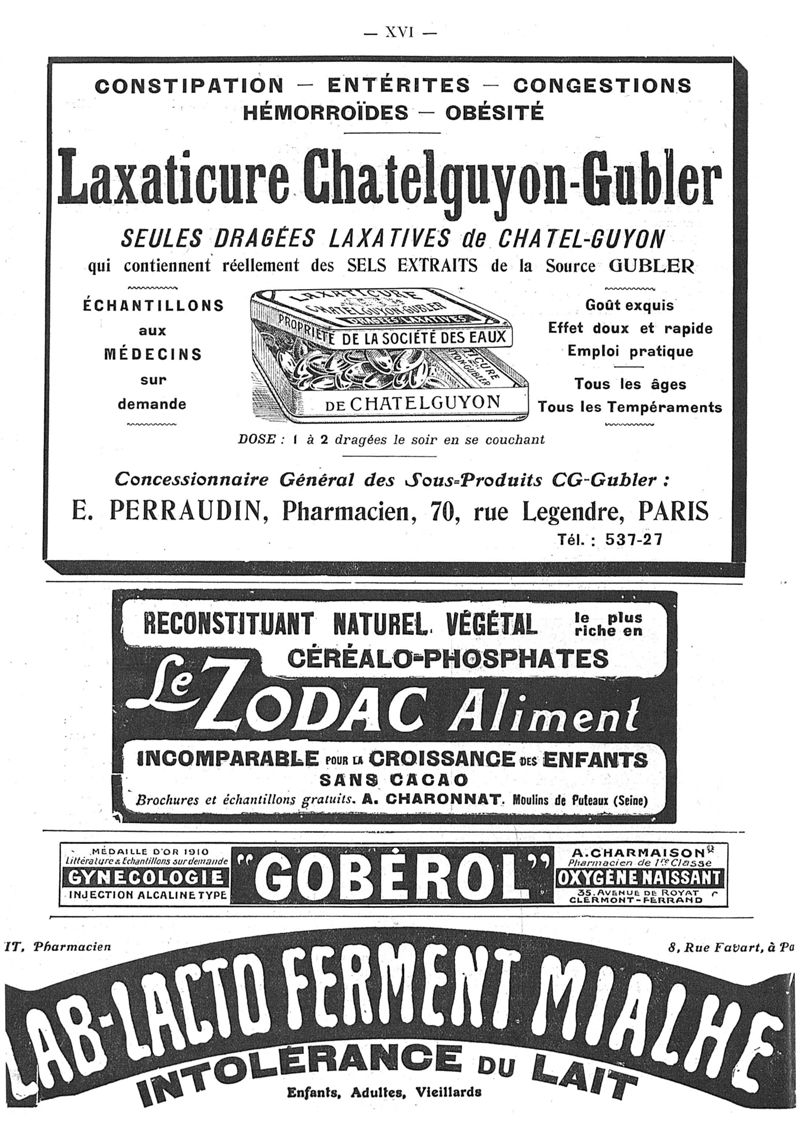 — XVI —
CONSTIPATION — ENTÉRITES — CONGESTIONS
HÉMORROÏDES — OBÉSITÉ
Laxaticure Chatelguyon-Gubler
SEULES DRAGÉES LAXATIVES de CHATEL-GUYON
qui contiennent réellement des SELS EXTRAITS de la Source GUBLER
ÉCHANTILLONS
aux
MÉDECINS
sur
demande
LAXATICURE
CHATELGUYON-GUBLER
DRAGÉES LAXATIVES
PROPRIÉTÉ DE LA SOCIÉTÉ DES EAUX
DE CHATELGUYON
Goût exquis
Effet doux et rapide
Emploi pratique
Tous les âges
Tous les Tempéraments
DOSE : 1 à 2 dragées le soir en se couchant
Concessionnaire Général des Sous-Produits CG-Gubler :
E. PERRAUDIN, Pharmacien, 70, rue Legendre, PARIS
Tél. : 537-27
RECONSTITUANT NATUREL VÉGÉTAL le plus riche en
CÉRÉALO-PHOSPHATES
Le ZODAC Aliment
INCOMPARABLE POUR LA CROISSANCE DES ENFANTS
SANS CACAO
Brochures et échantillons gratuits. A. CHARONNAT. Moulins de Puteaux (Seine)
MÉDAILLE D'OR 1910
Littérature & Echantillons sur demande
GYNECOLOGIE
INJECTION ALCALINE TYPE
"GOBÉROL"
A. CHARMAISON
Pharmacien de 1re Classe
OXYGÈNE NAISSANT
35, AVENUE DE ROYAT
CLERMONT-FERRAND
IT, Pharmacien
8, Rue Favart, à Pa
LAB-LACTO FERMENT MIALHE
INTOLÉRANCE DU LAIT
Enfants, Adultes, Vieillards